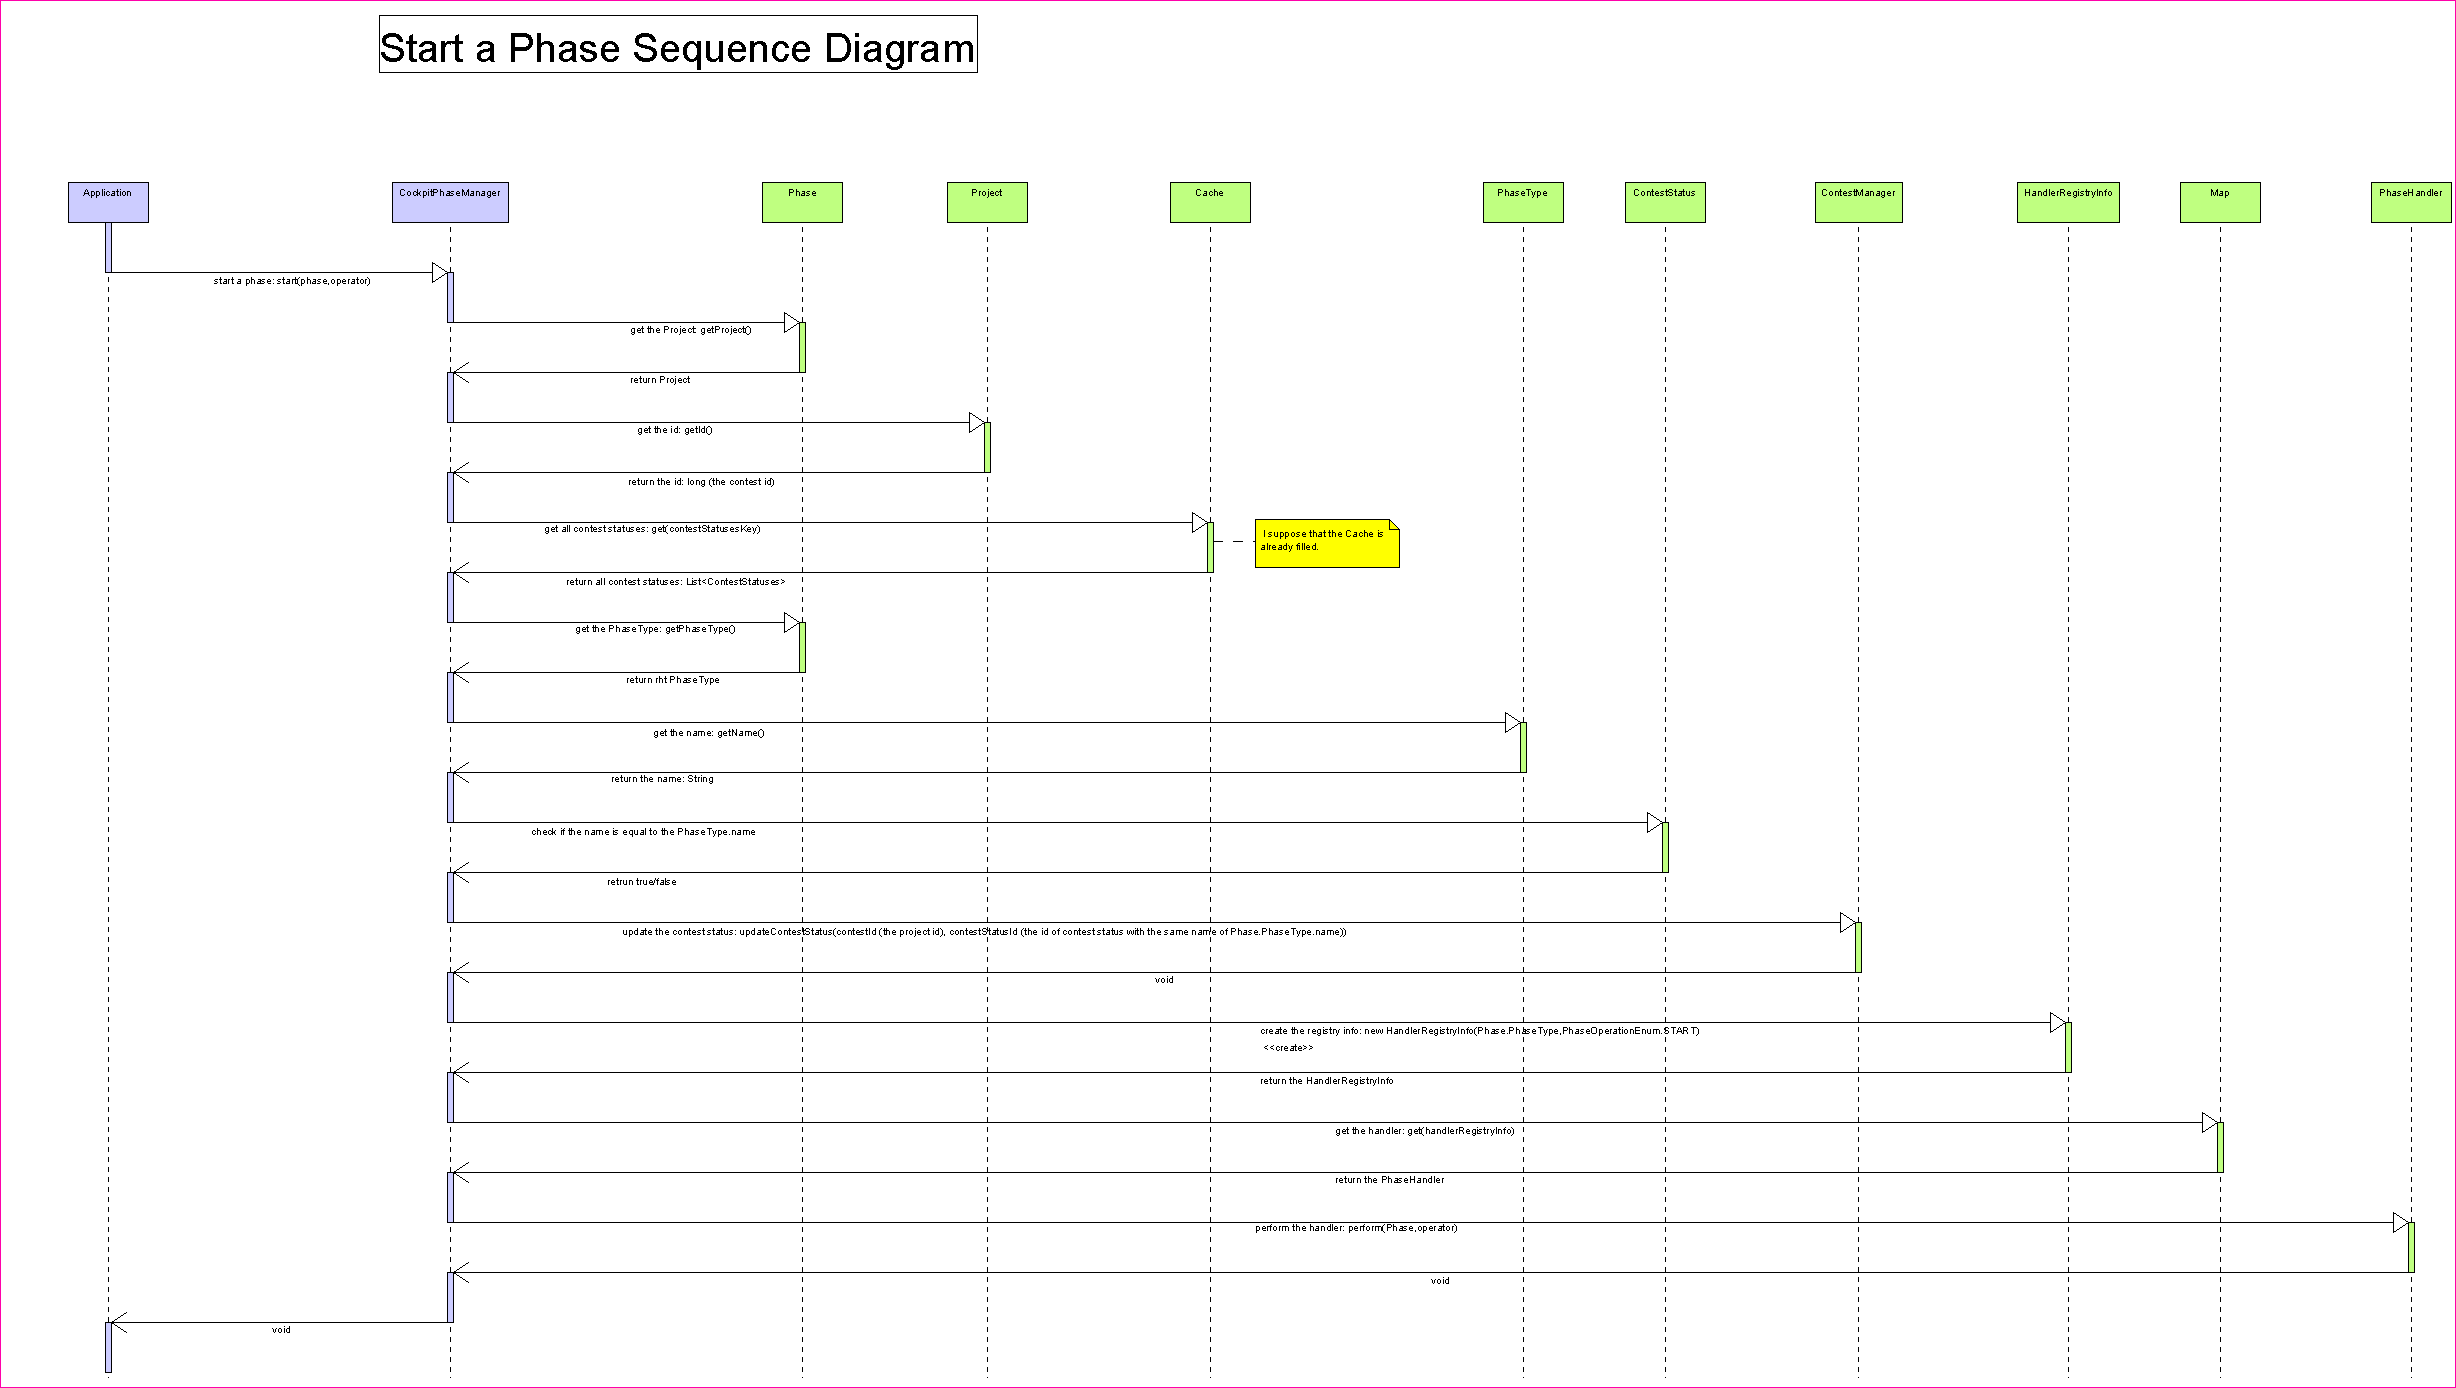 Start a Phase Sequence Diagram
Application
CockpitPhaseManager
Phase
Project
Cache
PhaseType
ContestStatus
ContestManager
HandlerRegistryInfo
Map
PhaseHandler
start a phase: start(phase,operator)
get the Project: getProject()
return Project
get the id: getId()
return the id: long (the contest id)
get all contest statuses: get(contestStatusesKey)
I suppose that the Cache is
already filled.
return all contest statuses: List<ContestStatuses>
get the PhaseType: getPhaseType()
return rht PhaseType
get the name: getName()
return the name: String
check if the name is equal to the PhaseType.name
retrun true/false
update the contest status: updateContestStatus(contestId (the project id), contestStatusId (the id of contest status with the same name of Phase.PhaseType.name))
void
create the registry info: new HandlerRegistryInfo(Phase.PhaseType,PhaseOperationEnum.START)
<<create>>
return the HandlerRegistryInfo
get the handler: get(handlerRegistryInfo)
return the PhaseHandler
perform the handler: perform(Phase,operator)
void
void